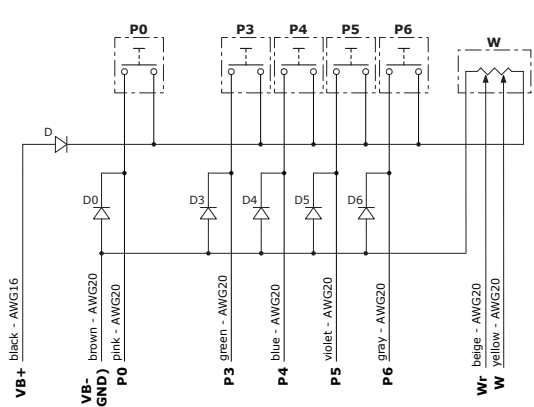 P0
P3
P4
P5
P6
W
D
D0
D3
D4
D5
D6
black - AWG16
brown - AWG20
pink - AWG20
green - AWG20
blue - AWG20
violet - AWG20
gray - AWG20
beige - AWG20
yellow - AWG20
VB+
VB-
GND)
P0
P3
P4
P5
P6
Wr
W